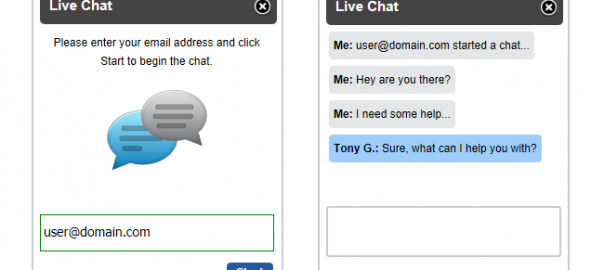 Live Chat
Please enter your email address and click
Start to begin the chat.
user@domain.com
Live Chat
Me: user@domain.com started a chat...
Me: Hey are you there?
Me: I need some help...
Tony G.: Sure, what can I help you with?